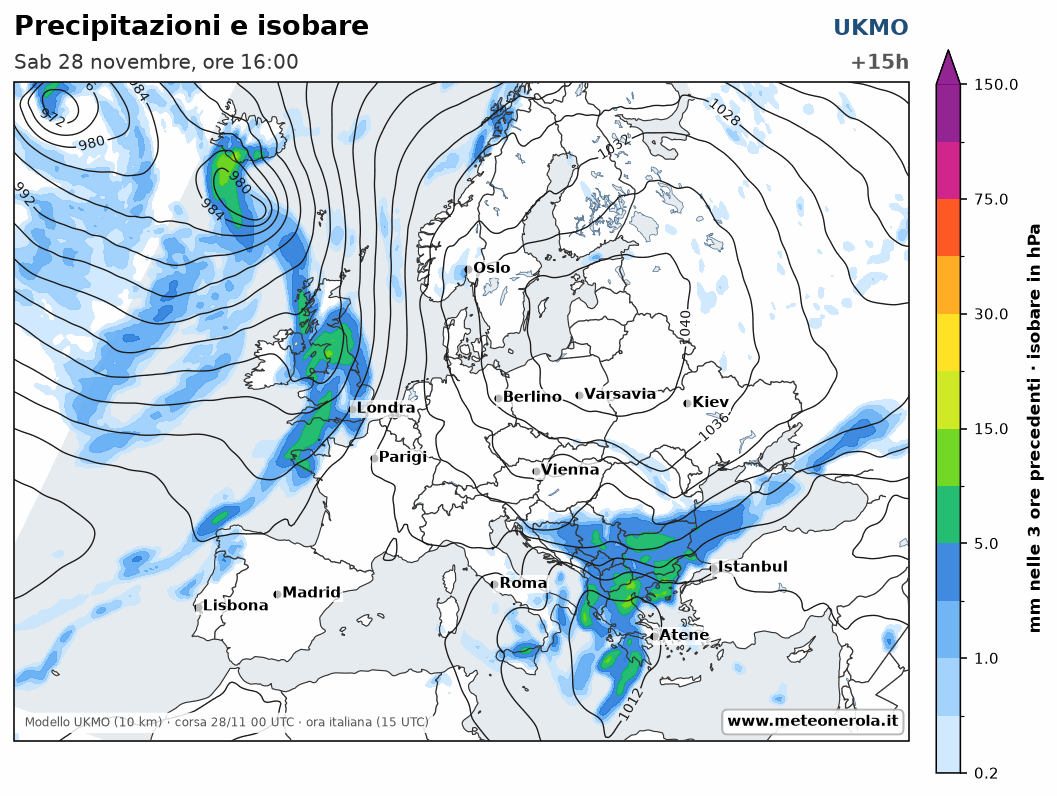 Precipitazioni e isobare
UKMO
Sab 28 novembre, ore 16:00
+15h
972
980
984
992
980
984
1028
1032
1040
1036
1012
Oslo
Londra
Berlino
Varsavia
Kiev
Parigi
Vienna
Istanbul
Roma
Madrid
Lisbona
Atene
Modello UKMO (10 km) · corsa 28/11 00 UTC · ora italiana (15 UTC)
www.meteonerola.it
150.0
75.0
30.0
15.0
5.0
1.0
0.2
mm nelle 3 ore precedenti · isobare in hPa